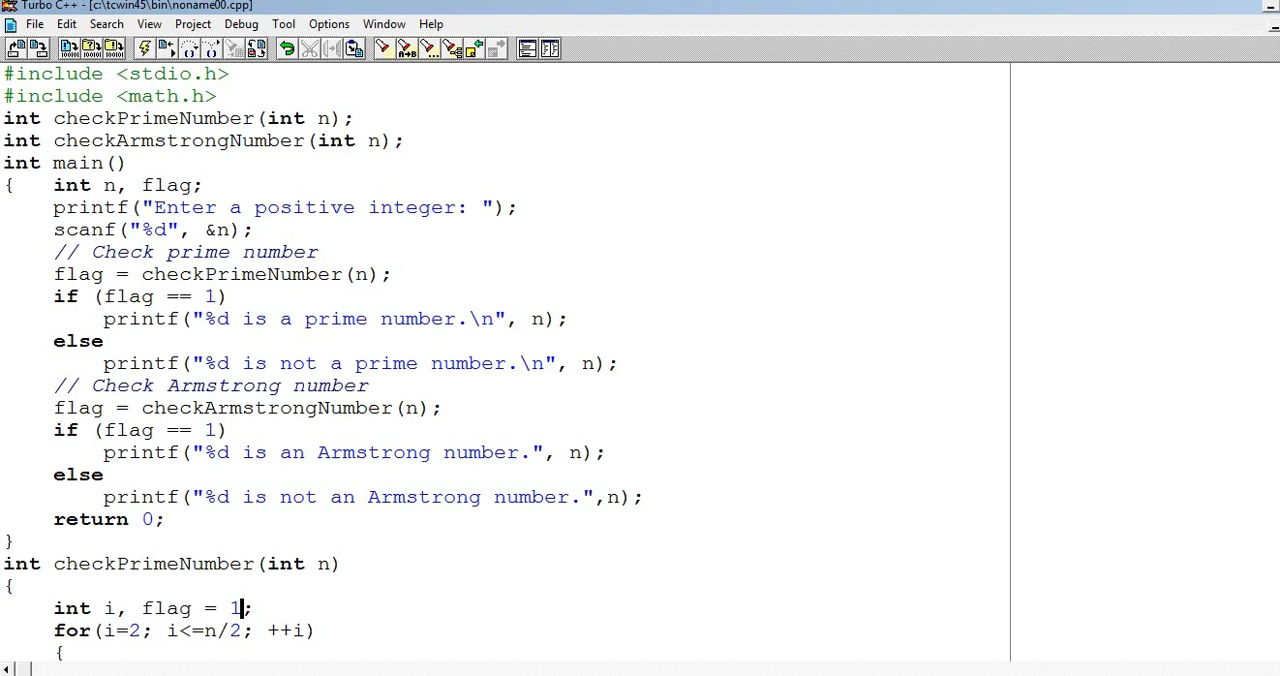 Turbo C++ - [c:\tcwin45\bin\noname00.cpp]
File Edit Search View Project Debug Tool Options Window Help
#include <stdio.h>
#include <math.h>
int checkPrimeNumber(int n);
int checkArmstrongNumber(int n);
int main()
{    int n, flag;
    printf("Enter a positive integer: ");
    scanf("%d", &n);
    // Check prime number
    flag = checkPrimeNumber(n);
    if (flag == 1)
        printf("%d is a prime number.\n", n);
    else
        printf("%d is not a prime number.\n", n);
    // Check Armstrong number
    flag = checkArmstrongNumber(n);
    if (flag == 1)
        printf("%d is an Armstrong number.", n);
    else
        printf("%d is not an Armstrong number.",n);
    return 0;
}
int checkPrimeNumber(int n)
{
    int i, flag = 1;
    for(i=2; i<=n/2; ++i)
    {